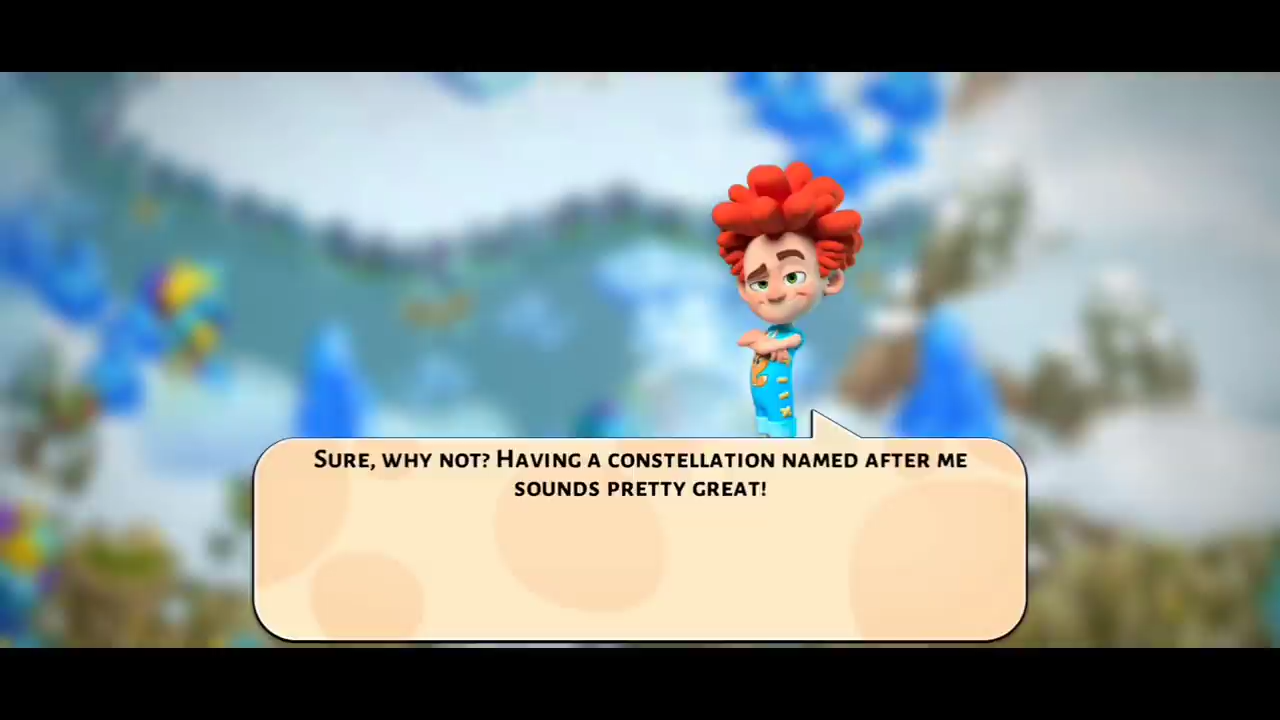 Sure, why not? Having a constellation named after me
sounds pretty great!